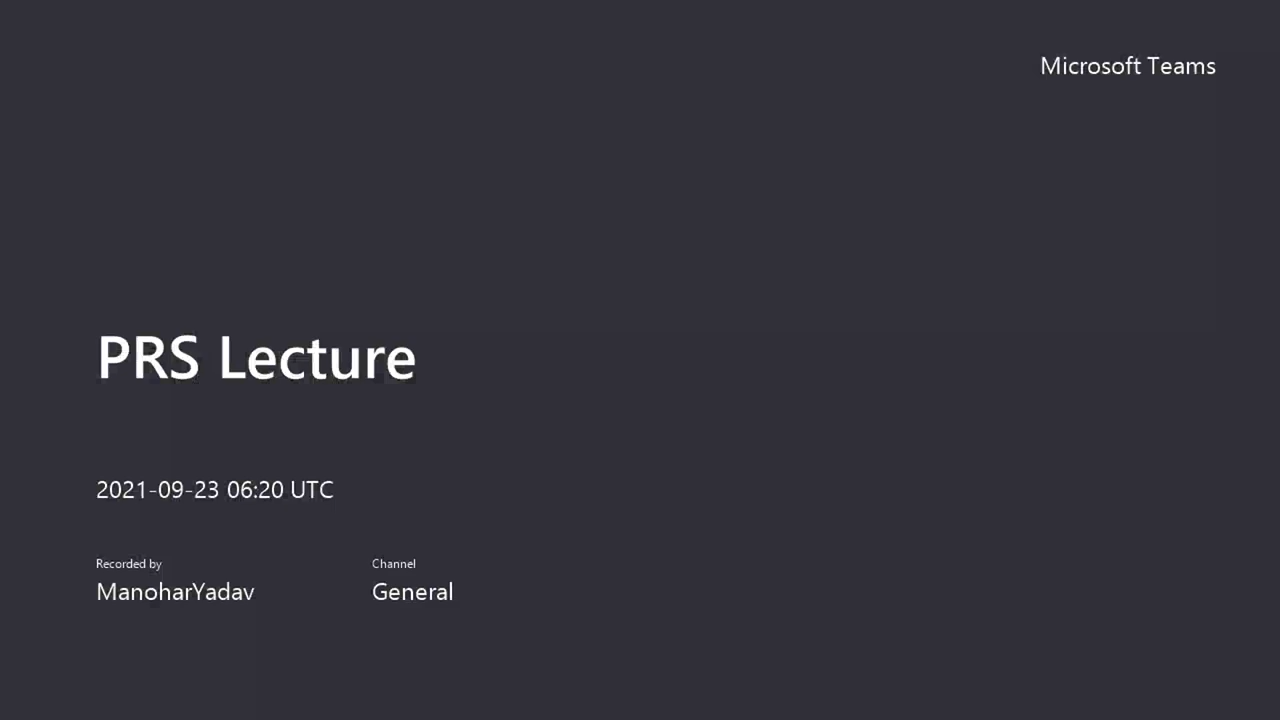 Microsoft Teams
PRS Lecture
2021-09-23 06:20 UTC
Recorded by
ManoharYadav
Channel
General